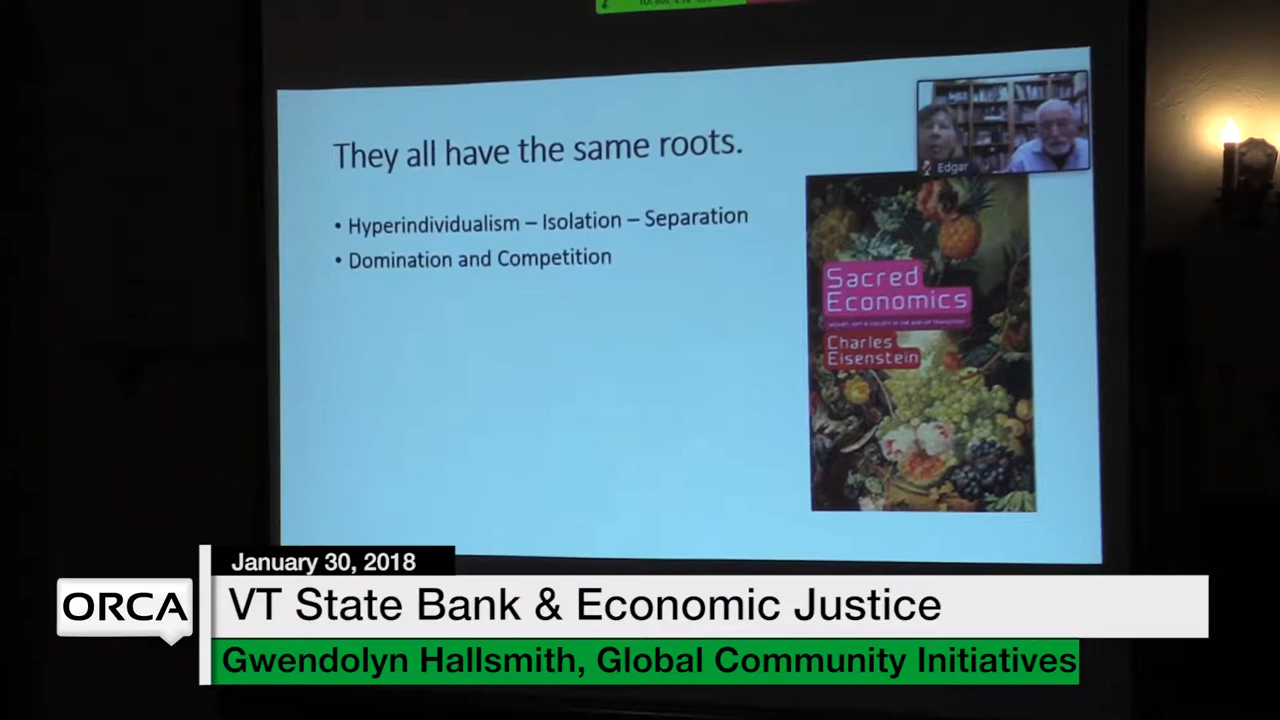 They all have the same roots.
• Hyperindividualism – Isolation – Separation
• Domination and Competition
Edgar
Sacred
Economics
Charles
Eisenstein
January 30, 2018
ORCA
VT State Bank & Economic Justice
Gwendolyn Hallsmith, Global Community Initiatives